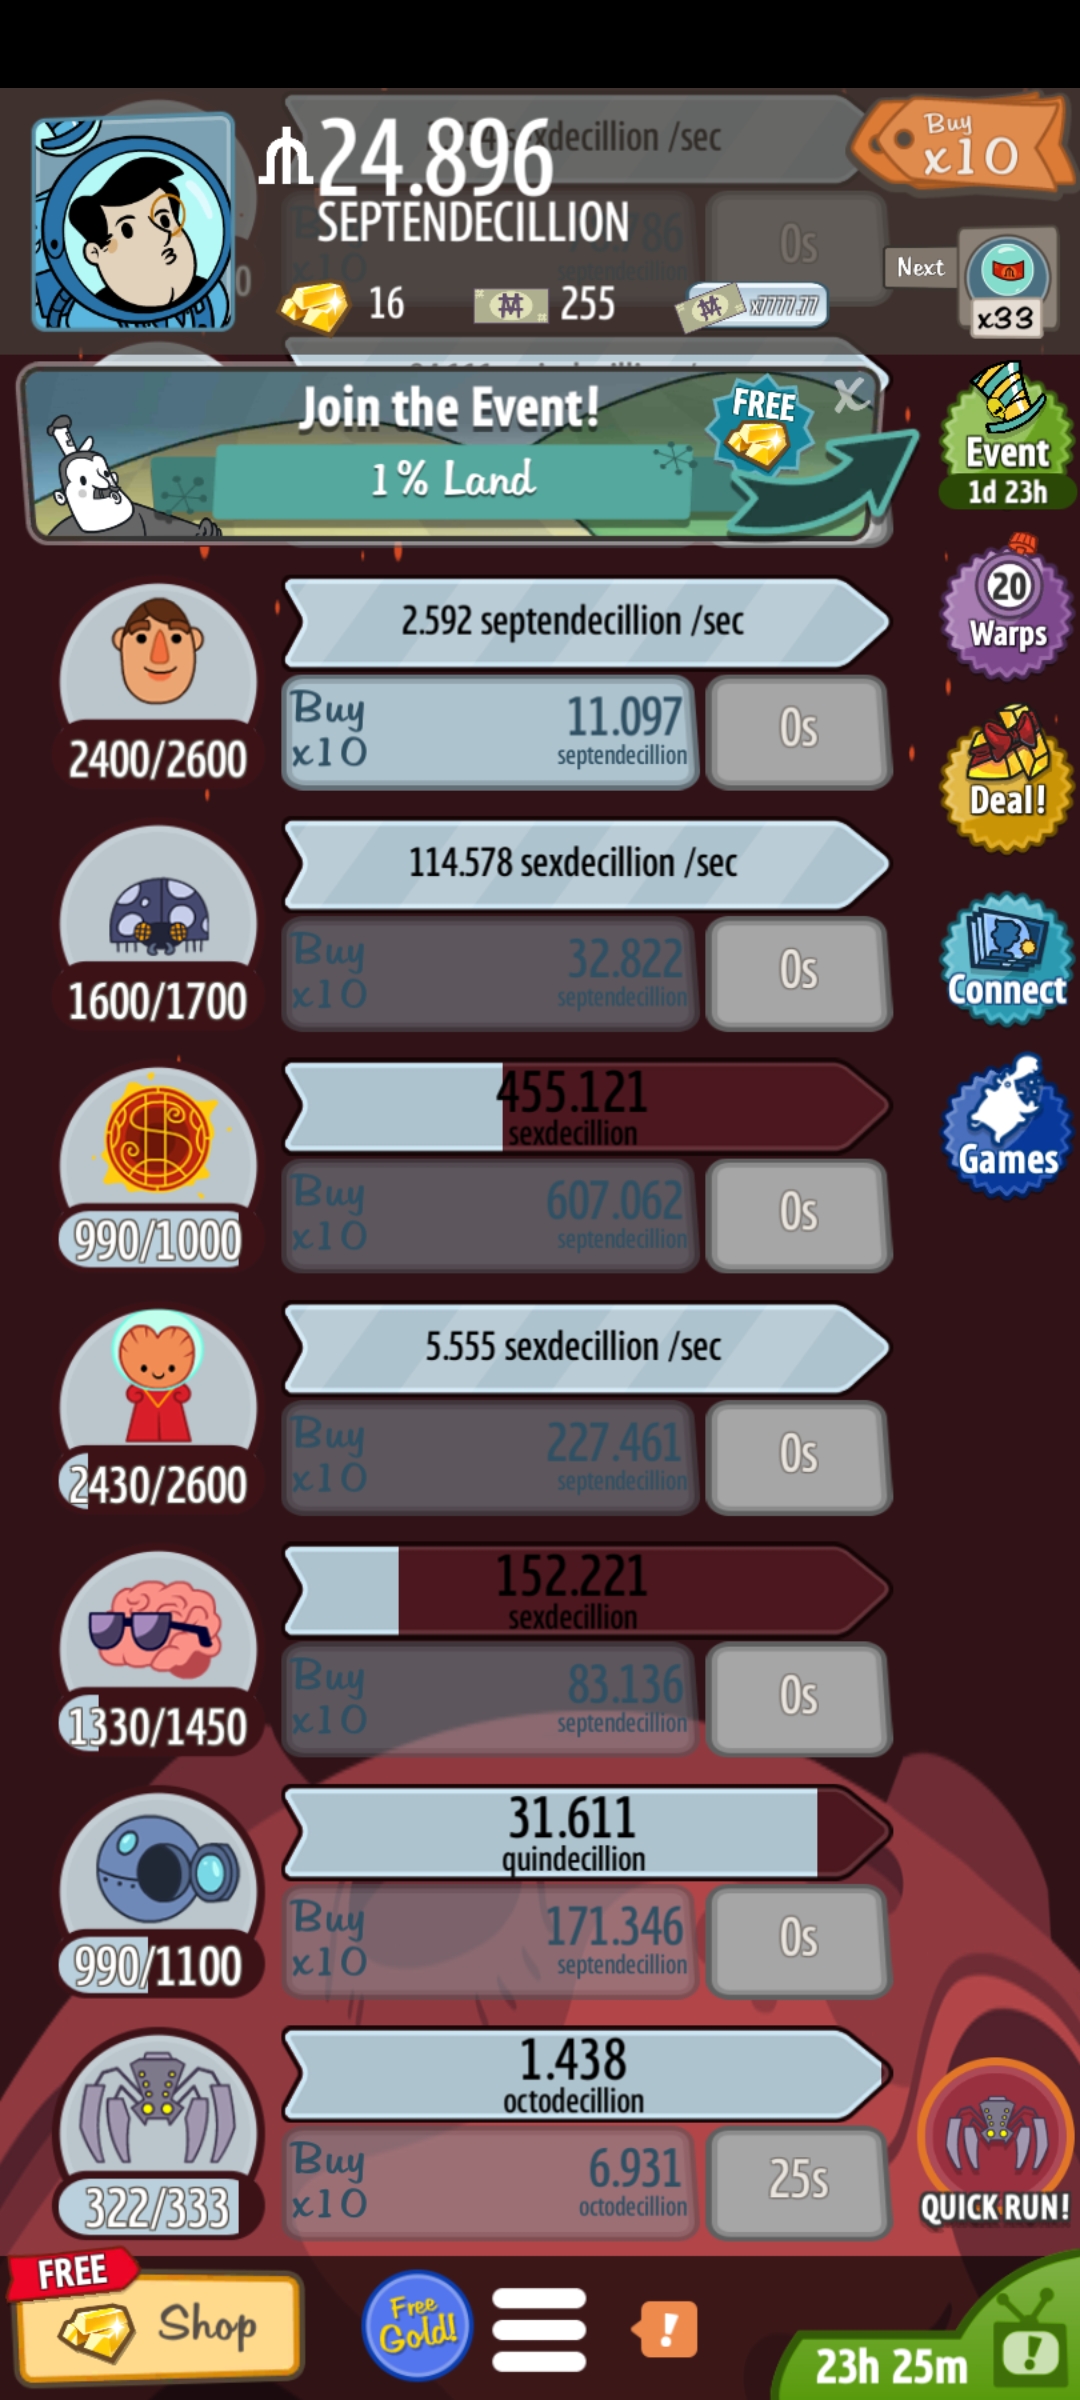 24.896
SEPTENDECILLION
Buy
x10
sexdecillion /sec
Buy
x10
septendecillion
0s
16
255
x7777.77
Next
x33
Join the Event!
FREE
X
1% Land
Event
1d 23h
2.592 septendecillion /sec
Buy
x10
11.097
septendecillion
0s
2400/2600
20
Warps
114.578 sexdecillion /sec
Buy
x10
32.822
septendecillion
0s
1600/1700
Deal!
Connect
455.121
sexdecillion
Buy
x10
607.062
septendecillion
0s
990/1000
Games
5.555 sexdecillion /sec
Buy
x10
227.461
septendecillion
0s
2430/2600
152.221
sexdecillion
Buy
x10
83.136
septendecillion
0s
1330/1450
31.611
quindecillion
Buy
x10
171.346
septendecillion
0s
990/1100
1.438
octodecillion
Buy
x10
6.931
octodecillion
25s
322/333
QUICK RUN!
FREE
Shop
Free
Gold!
!
23h 25m
!